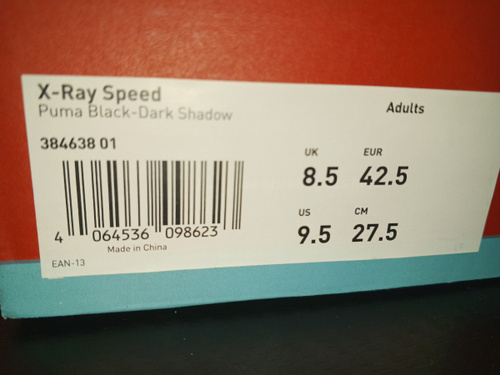 X-Ray Speed
Puma Black-Dark Shadow
Adults
384638 01
UK EUR
8.5 42.5
US CM
9.5 27.5
4 064536 098623
Made in China
EAN-13